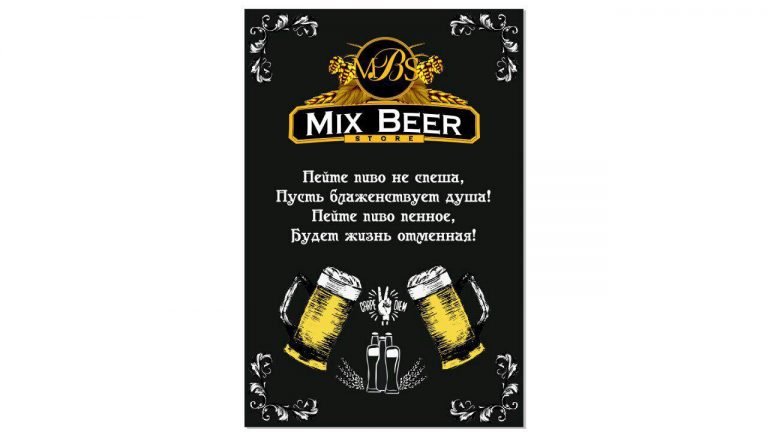 MBS
MIX BEER
STORE
Пейте пиво не спеша,
Пусть блаженствует душа!
Пейте пиво пенное,
Будет жизнь отменная!
CARPE DIEM